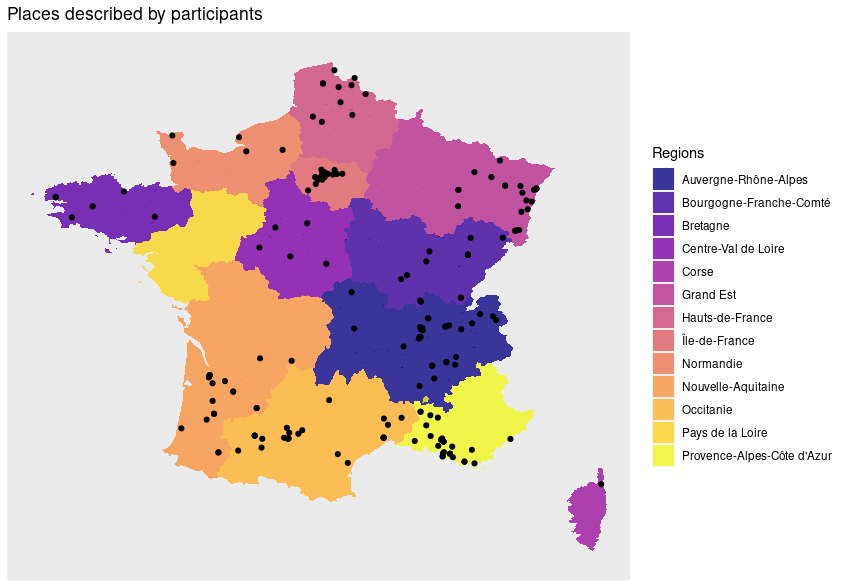 Places described by participants
Regions
Auvergne-Rhône-Alpes
Bourgogne-Franche-Comté
Bretagne
Centre-Val de Loire
Corse
Grand Est
Hauts-de-France
Île-de-France
Normandie
Nouvelle-Aquitaine
Occitanie
Pays de la Loire
Provence-Alpes-Côte d'Azur